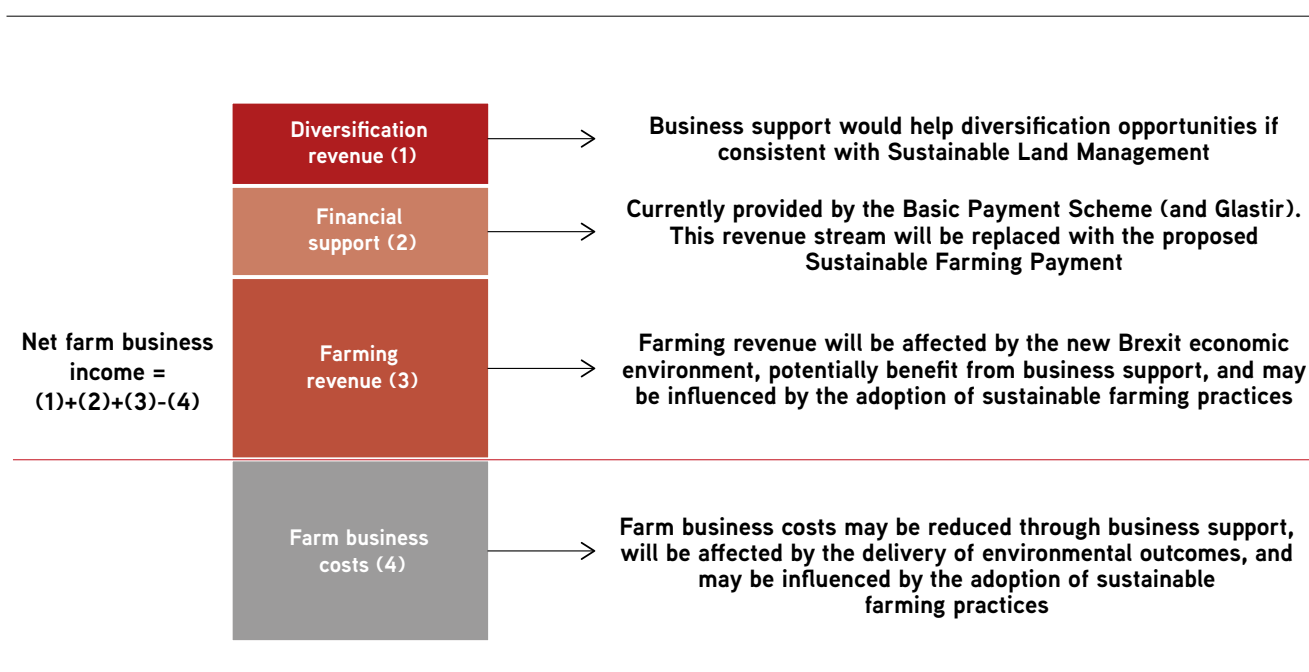 Diversification
revenue (1)
Business support would help diversification opportunities if
consistent with Sustainable Land Management
Financial
support (2)
Currently provided by the Basic Payment Scheme (and Glastir).
This revenue stream will be replaced with the proposed
Sustainable Farming Payment
Net farm business
income =
(1)+(2)+(3)-(4)
Farming
revenue (3)
Farming revenue will be affected by the new Brexit economic
environment, potentially benefit from business support, and may
be influenced by the adoption of sustainable farming practices
Farm business
costs (4)
Farm business costs may be reduced through business support,
will be affected by the delivery of environmental outcomes, and
may be influenced by the adoption of sustainable
farming practices